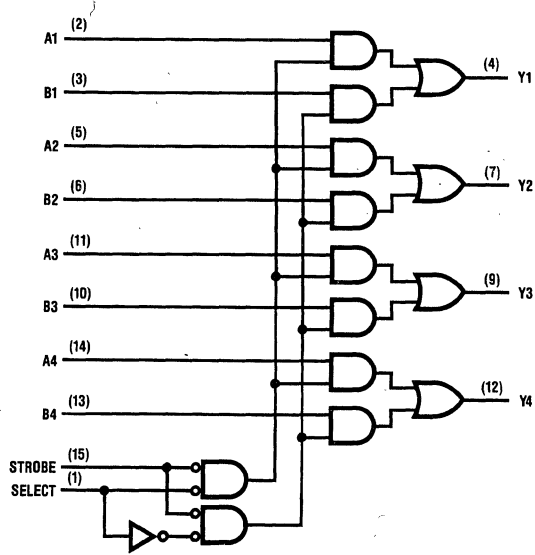 A1 (2)
B1 (3)
(4) Y1
A2 (5)
B2 (6)
(7) Y2
A3 (11)
B3 (10)
(9) Y3
A4 (14)
B4 (13)
(12) Y4
STROBE (15)
SELECT (1)